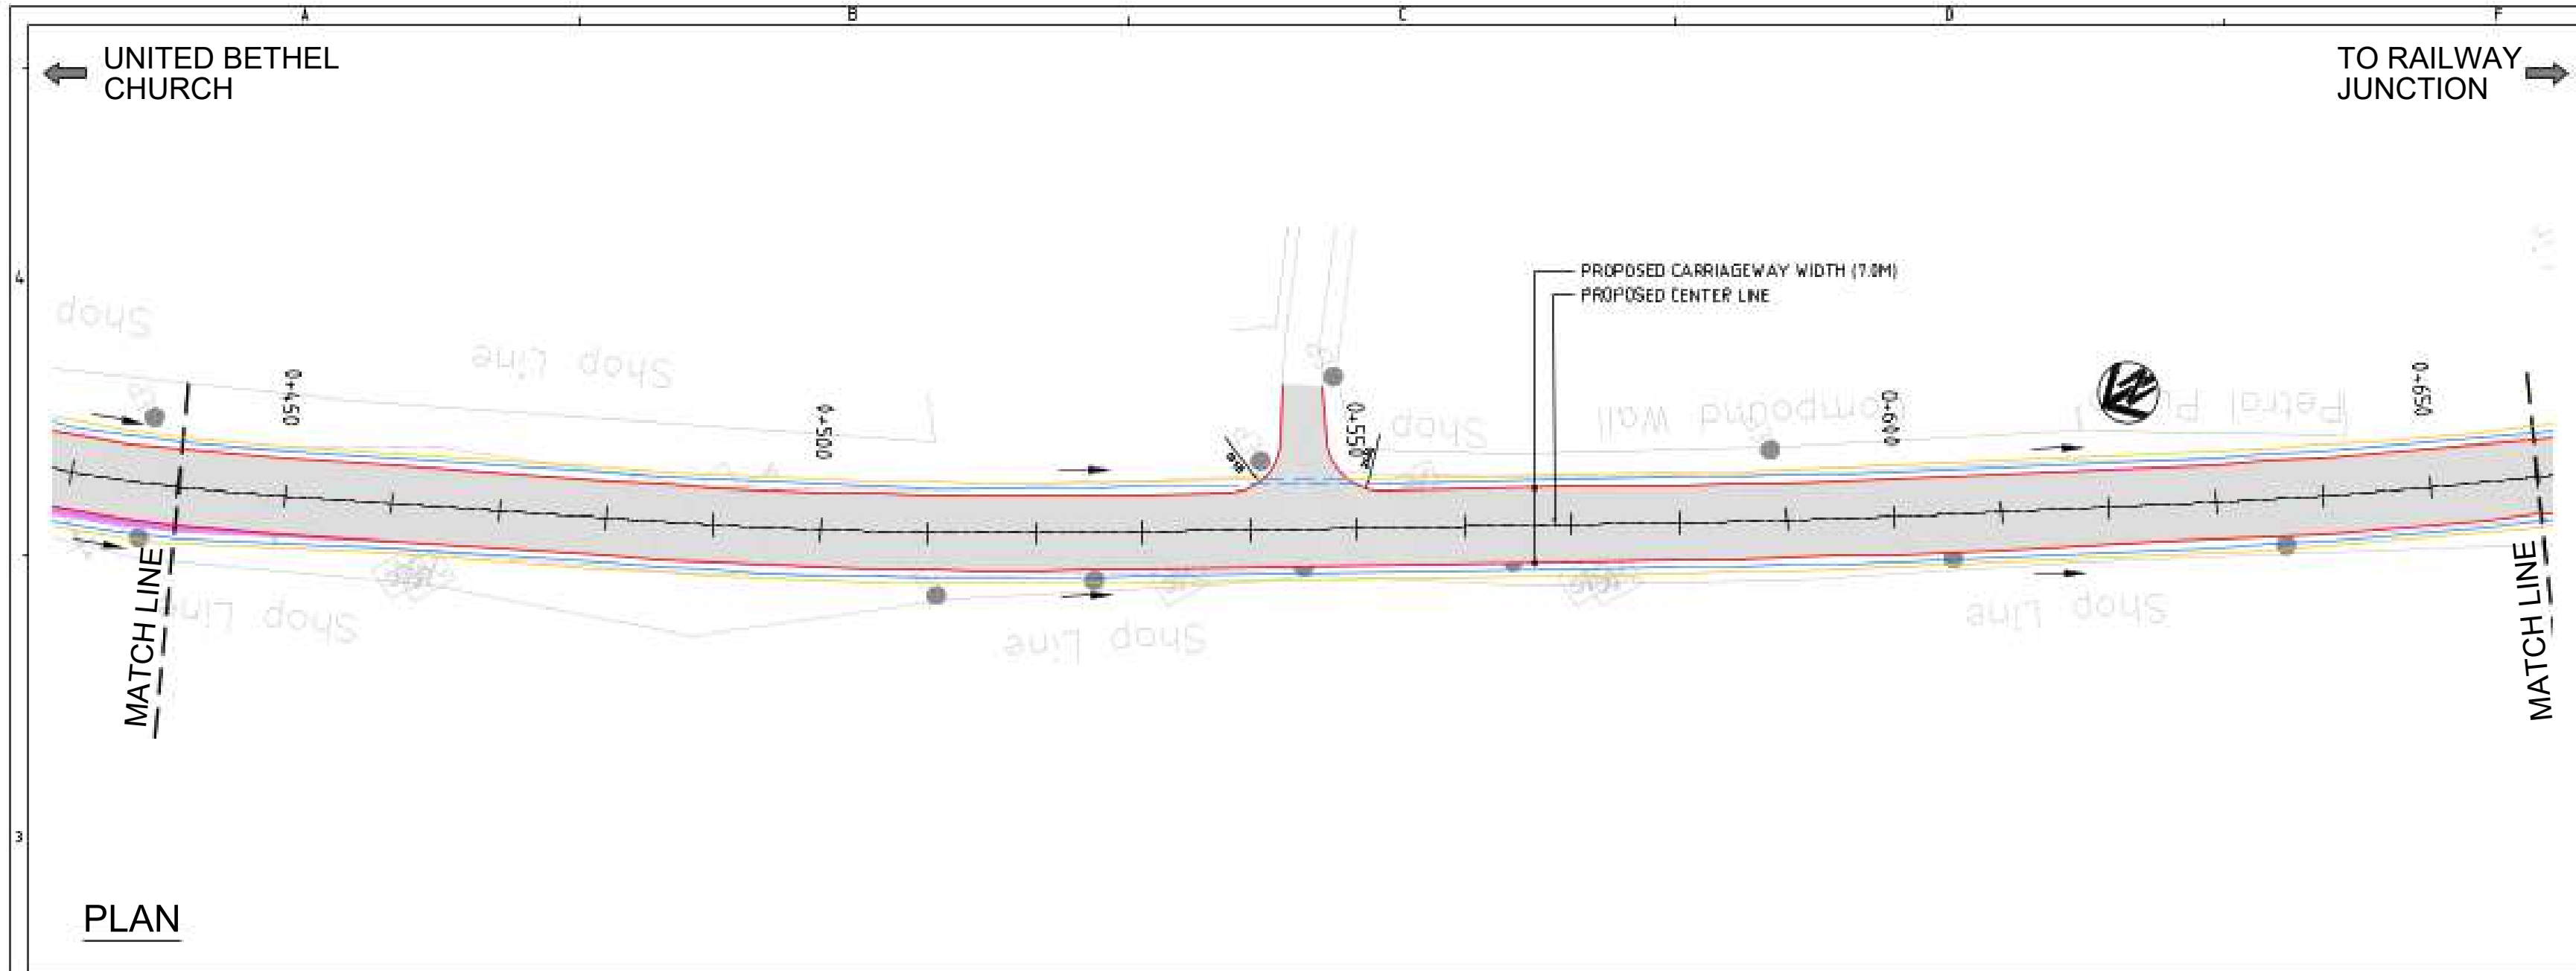 A B C D F
UNITED BETHEL
CHURCH
TO RAILWAY
JUNCTION
4
PROPOSED CARRIAGEWAY WIDTH (7.0M)
PROPOSED CENTER LINE
Shop
Shop Line
0+450
0+500
0+550
Shop
Compound Wall
0+600
Petrol
0+650
MATCH LINE
Shop Line
Shop Line
Shop Line
MATCH LINE
3
PLAN